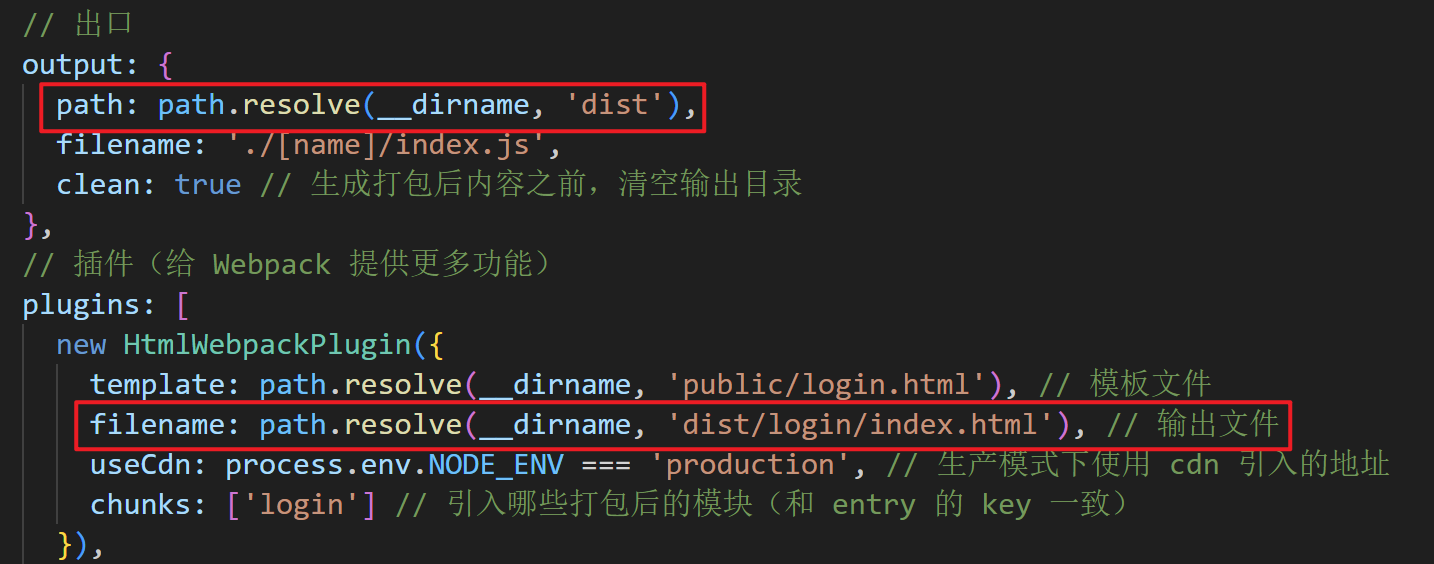 // 出口
output: {
path: path.resolve(__dirname, 'dist'),
filename: './[name]/index.js',
clean: true // 生成打包后内容之前，清空输出目录
},
// 插件（给 Webpack 提供更多功能）
plugins: [
new HtmlWebpackPlugin({
template: path.resolve(__dirname, 'public/login.html'), // 模板文件
filename: path.resolve(__dirname, 'dist/login/index.html'), // 输出文件
useCdn: process.env.NODE_ENV === 'production', // 生产模式下使用 cdn 引入的地址
chunks: ['login'] // 引入哪些打包后的模块（和 entry 的 key 一致）
}),